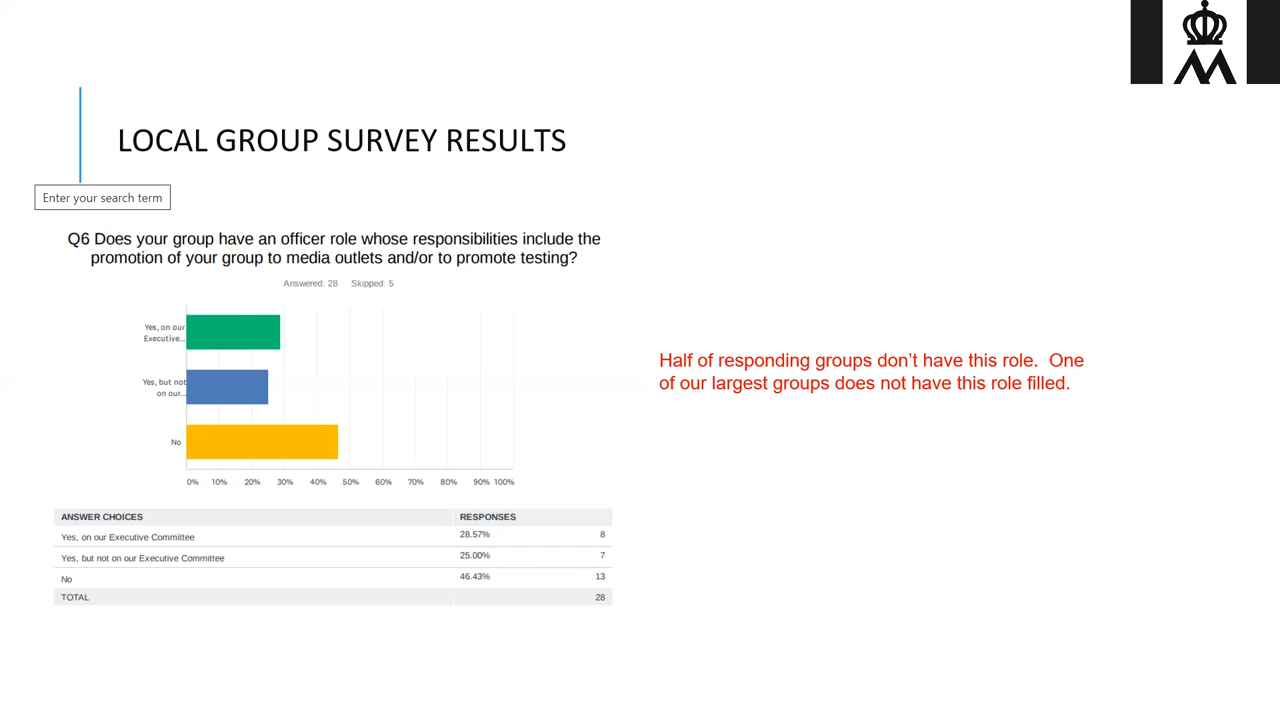 LOCAL GROUP SURVEY RESULTS
Enter your search term
Q6 Does your group have an officer role whose responsibilities include the
promotion of your group to media outlets and/or to promote testing?
Answered: 28 Skipped: 5
Yes, on our
Executive...
Yes, but not
on our...
No
0% 10% 20% 30% 40% 50% 60% 70% 80% 90% 100%
Half of responding groups don’t have this role. One
of our largest groups does not have this role filled.
ANSWER CHOICES RESPONSES
Yes, on our Executive Committee 28.57% 8
Yes, but not on our Executive Committee 25.00% 7
No 46.43% 13
TOTAL 28